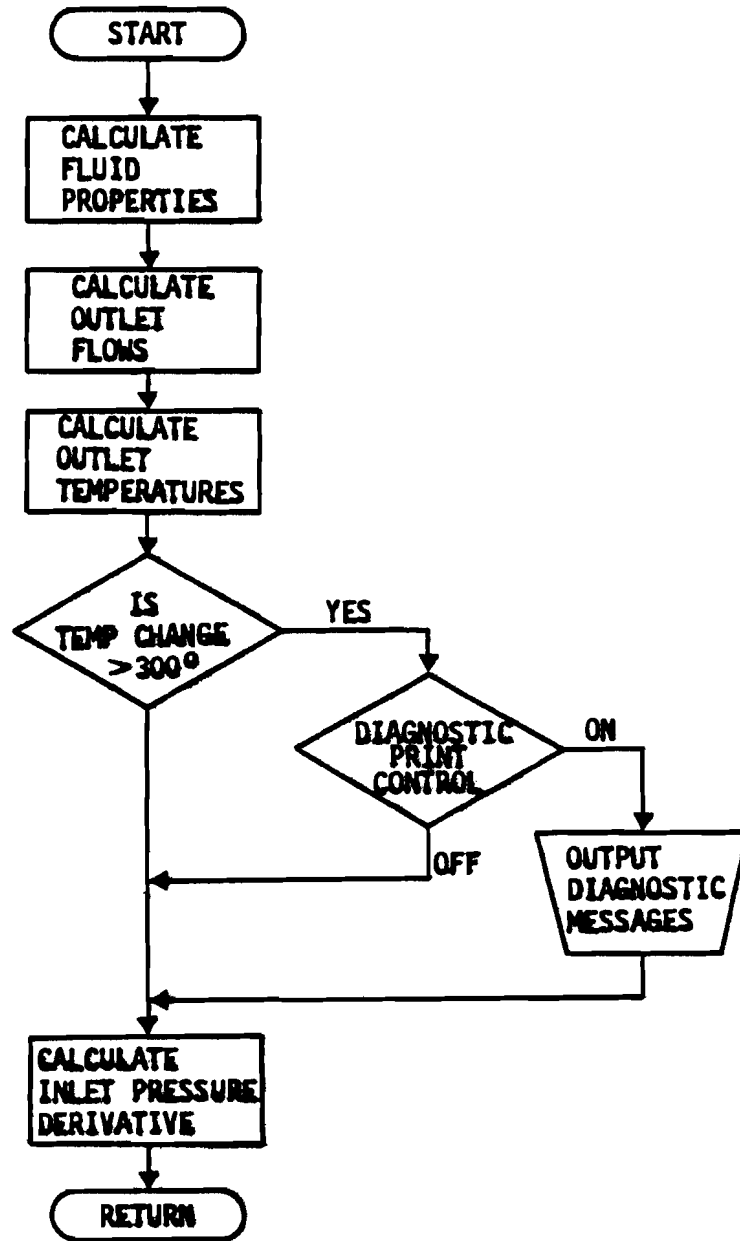 START
CALCULATE
FLUID
PROPERTIES
CALCULATE
OUTLET
FLOWS
CALCULATE
OUTLET
TEMPERATURES
IS
TEMP CHANGE
>300°
YES
DIAGNOSTIC
PRINT
CONTROL
ON
OFF
OUTPUT
DIAGNOSTIC
MESSAGES
CALCULATE
INLET PRESSURE
DERIVATIVE
RETURN